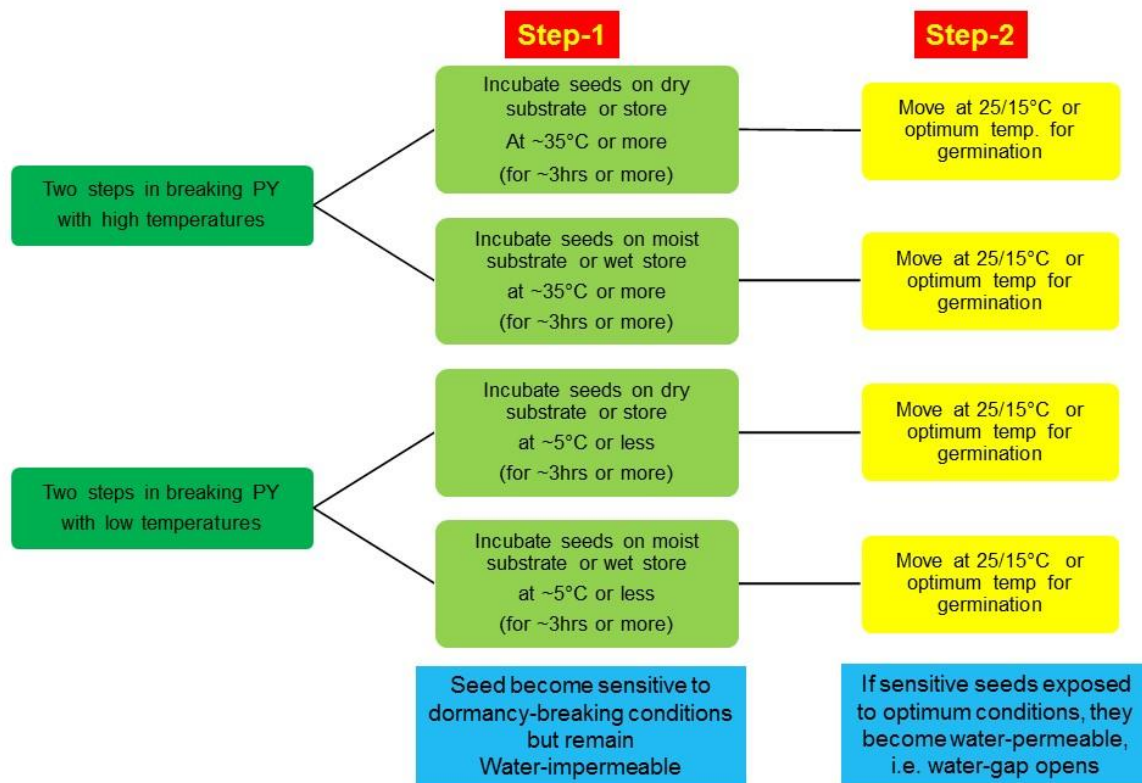 Step-1
Step-2
Two steps in breaking PY
with high temperatures
Incubate seeds on dry
substrate or store
At ~35°C or more
(for ~3hrs or more)
Move at 25/15°C or
optimum temp. for
germination
Incubate seeds on moist
substrate or wet store
at ~35°C or more
(for ~3hrs or more)
Move at 25/15°C or
optimum temp for
germination
Two steps in breaking PY
with low temperatures
Incubate seeds on dry
substrate or store
at ~5°C or less
(for ~3hrs or more)
Move at 25/15°C or
optimum temp for
germination
Incubate seeds on moist
substrate or wet store
at ~5°C or less
(for ~3hrs or more)
Move at 25/15°C or
optimum temp for
germination
Seed become sensitive to
dormancy-breaking conditions
but remain
Water-impermeable
If sensitive seeds exposed
to optimum conditions, they
become water-permeable,
i.e. water-gap opens